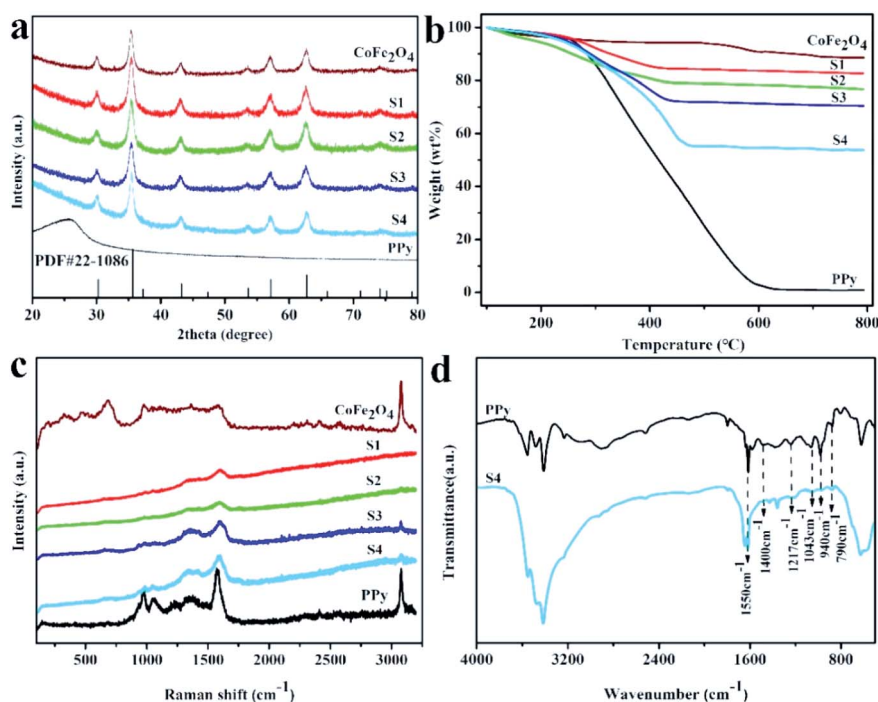 a
CoFe2O4
S1
S2
S3
S4
PPy
PDF#22-1086
Intensity (a.u.)
20 30 40 50 60 70 80
2theta (degree)
b
100
80
60
40
20
0
CoFe2O4
S1
S2
S3
S4
PPy
Weight (wt%)
200 400 600 800
Temperature (°C)
c
CoFe2O4
S1
S2
S3
S4
PPy
Intensity (a.u.)
500 1000 1500 2000 2500 3000
Raman shift (cm-1)
d
PPy
S4
1550cm-1
1400cm-1
1217cm-1
1043cm-1
940cm-1
790cm-1
Transmittance(a.u.)
4000 3200 2400 1600 800
Wavenumber (cm-1)